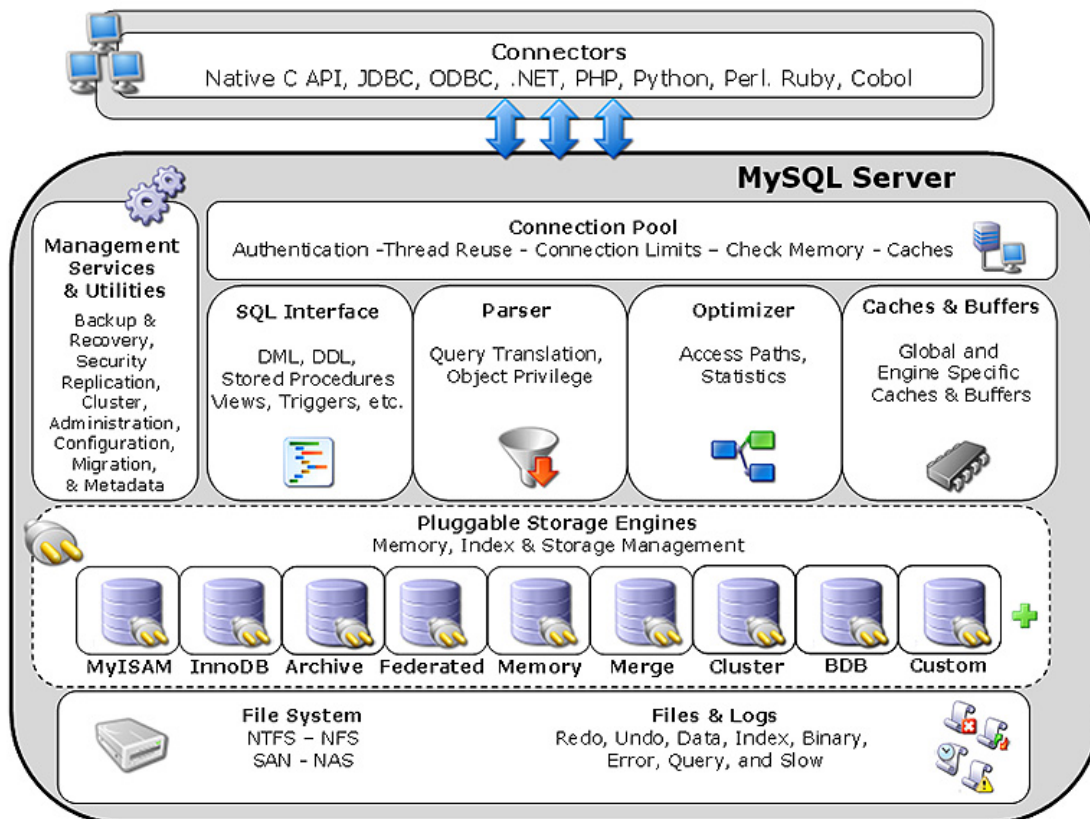 Connectors
Native C API, JDBC, ODBC, .NET, PHP, Python, Perl. Ruby, Cobol
MySQL Server
Management
Services
& Utilities
Backup &
Recovery,
Security
Replication,
Cluster,
Administration,
Configuration,
Migration,
& Metadata
Connection Pool
Authentication -Thread Reuse - Connection Limits – Check Memory - Caches
SQL Interface
DML, DDL,
Stored Procedures
Views, Triggers, etc.
Parser
Query Translation,
Object Privilege
Optimizer
Access Paths,
Statistics
Caches & Buffers
Global and
Engine Specific
Caches & Buffers
Pluggable Storage Engines
Memory, Index & Storage Management
MyISAM
InnoDB
Archive
Federated
Memory
Merge
Cluster
BDB
Custom
File System
NTFS – NFS
SAN - NAS
Files & Logs
Redo, Undo, Data, Index, Binary,
Error, Query, and Slow